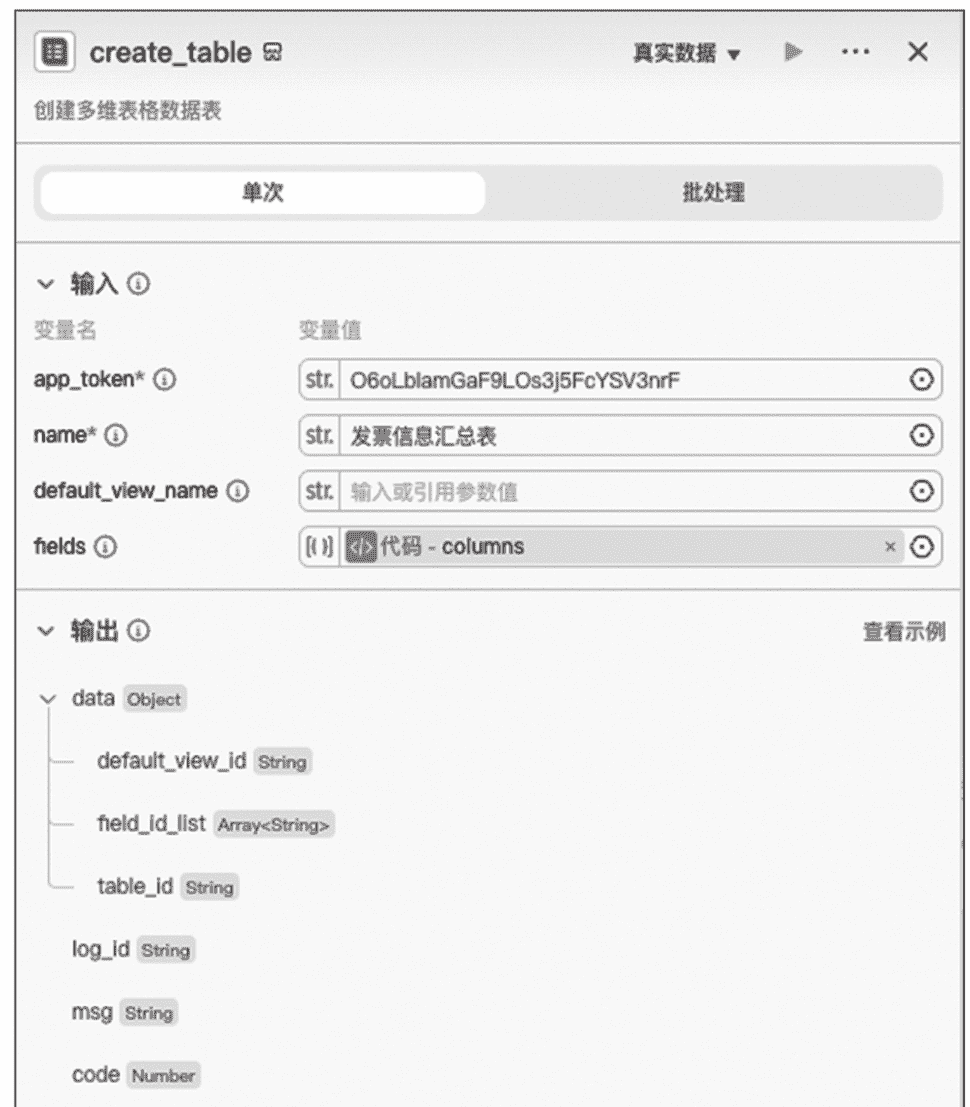 create_table 真实数据
创建多维表格数据表
单次 批处理
输入
变量名 变量值
app_token* str. O6oLblamGaF9LOs3j5FcYSV3nrF
name* str. 发票信息汇总表
default_view_name str. 输入或引用参数值
fields [()] </> 代码 - columns ×
输出 查看示例
data Object
default_view_id String
field_id_list Array<String>
table_id String
log_id String
msg String
code Number